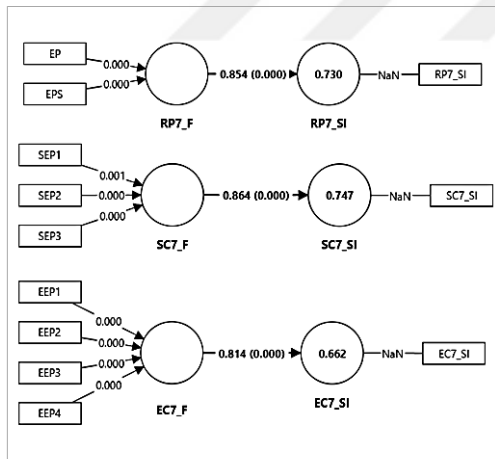 EP
0.000
EPS
0.000
0.854 (0.000)
0.730
NaN
RP7_SI
RP7_F
RP7_SI
SEP1
0.001
SEP2
0.000
SEP3
0.000
0.864 (0.000)
0.747
NaN
SC7_SI
SC7_F
SC7_SI
EEP1
0.000
EEP2
0.000
EEP3
0.000
EEP4
0.000
0.814 (0.000)
0.662
NaN
EC7_SI
EC7_F
EC7_SI